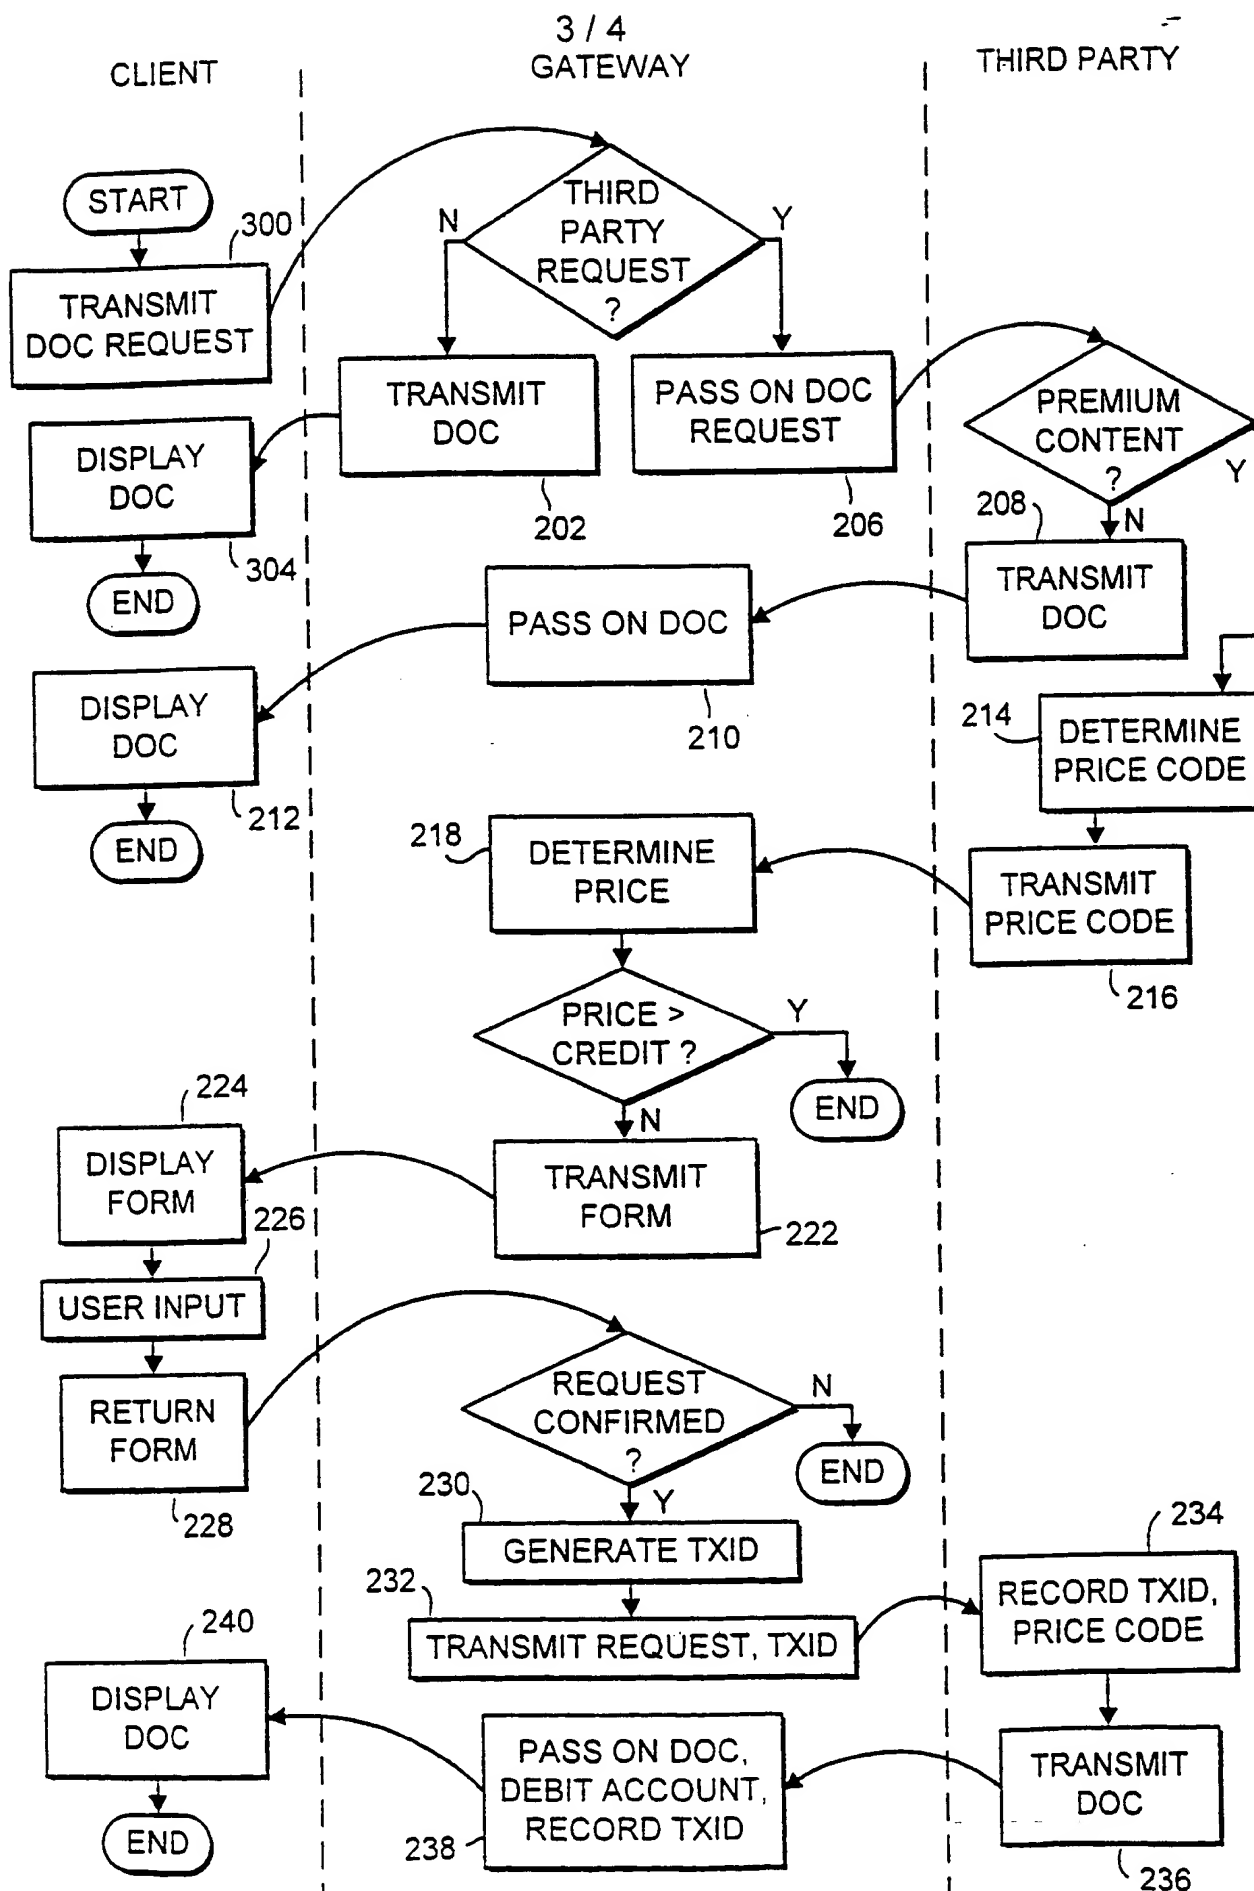 3 / 4
CLIENT
GATEWAY
THIRD PARTY
START
300
TRANSMIT
DOC REQUEST
THIRD
PARTY
REQUEST
?
N
Y
TRANSMIT
DOC
202
PASS ON DOC
REQUEST
206
PREMIUM
CONTENT
?
Y
N
DISPLAY
DOC
304
END
208
TRANSMIT
DOC
PASS ON DOC
210
DISPLAY
DOC
212
END
214
DETERMINE
PRICE CODE
TRANSMIT
PRICE CODE
216
218
DETERMINE
PRICE
PRICE >
CREDIT ?
Y
END
N
TRANSMIT
FORM
222
224
DISPLAY
FORM
226
USER INPUT
RETURN
FORM
228
REQUEST
CONFIRMED
?
N
END
Y
230
GENERATE TXID
232
TRANSMIT REQUEST, TXID
234
RECORD TXID,
PRICE CODE
TRANSMIT
DOC
236
PASS ON DOC,
DEBIT ACCOUNT,
RECORD TXID
238
240
DISPLAY
DOC
END